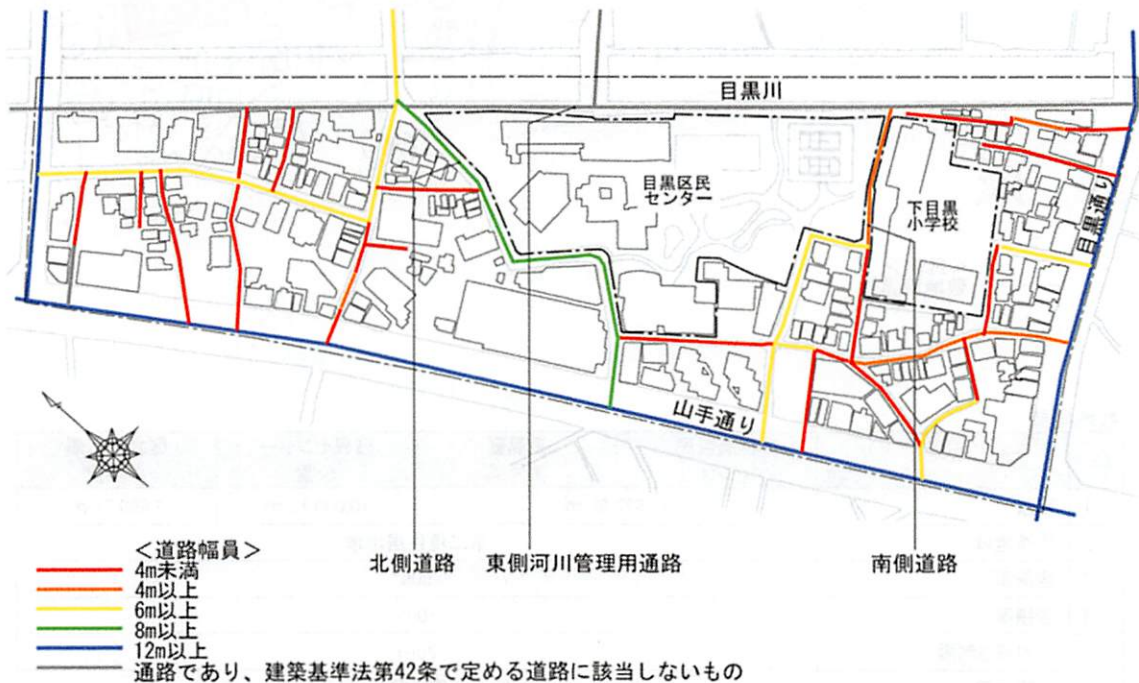 目黒川
目黒区民
センター
下目黒
小学校
目黒通り
山手通り
北側道路
東側河川管理用通路
南側道路
<道路幅員>
4m未満
4m以上
6m以上
8m以上
12m以上
通路であり、建築基準法第42条で定める道路に該当しないもの